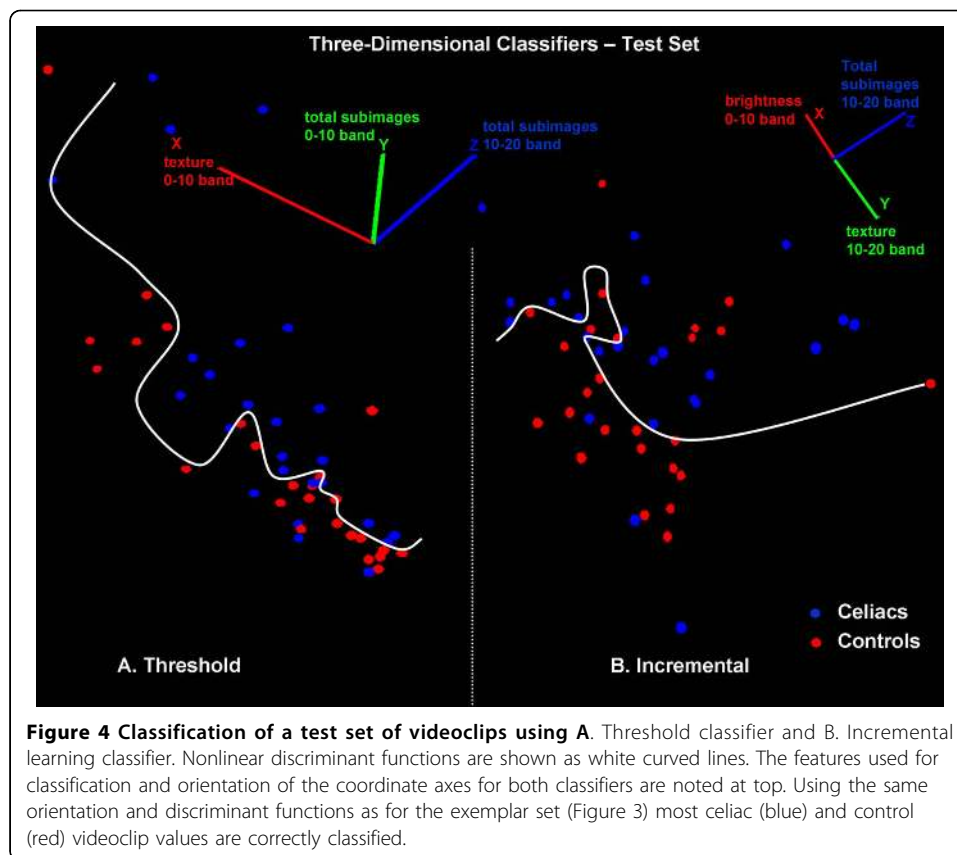 Three-Dimensional Classifiers – Test Set
X
texture
0-10 band
total subimages
0-10 band
Y
total subimages
Z 10-20 band
brightness
0-10 band
X
Total
subimages
10-20 band
Z
Y
texture
10-20 band
Celiacs
Controls
A. Threshold
B. Incremental
Figure 4 Classification of a test set of videoclips using A. Threshold classifier and B. Incremental
learning classifier. Nonlinear discriminant functions are shown as white curved lines. The features used for
classification and orientation of the coordinate axes for both classifiers are noted at top. Using the same
orientation and discriminant functions as for the exemplar set (Figure 3) most celiac (blue) and control
(red) videoclip values are correctly classified.